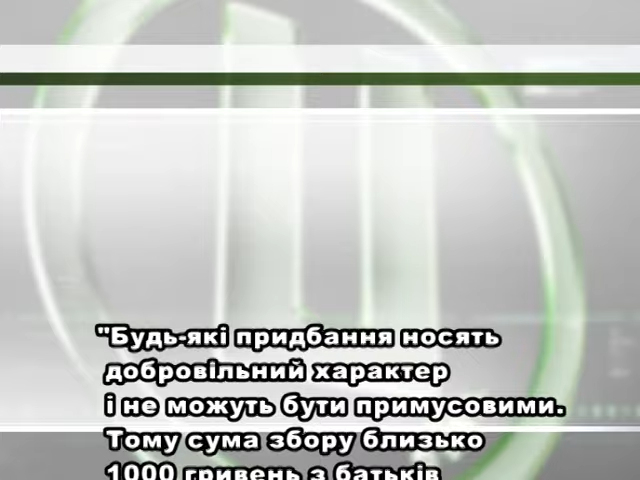 "Будь-які придбання носять
добровільний характер
і не можуть бути примусовими.
Тому сума збору близько
1000 гривень з батьків